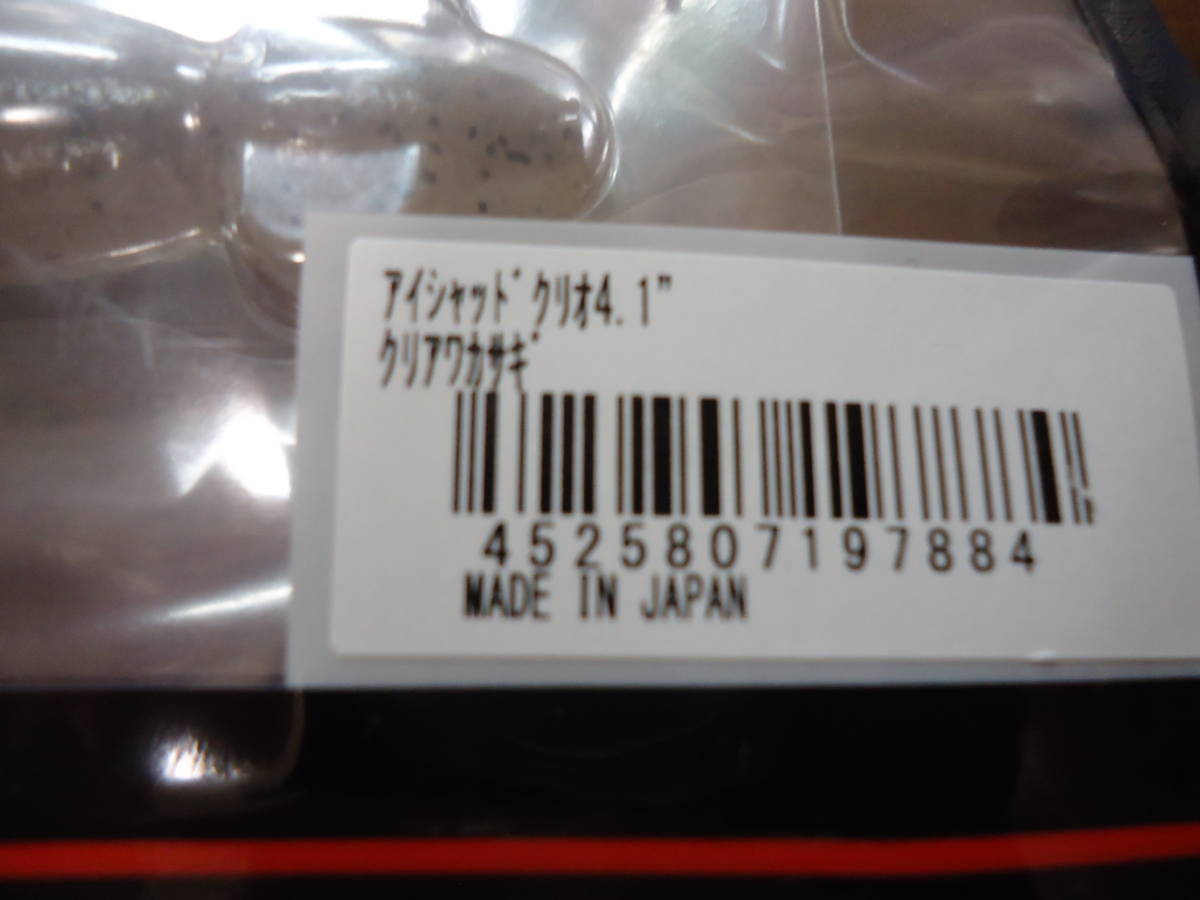 ｱｲｼｬｯﾄﾞｸﾘｵ4.1"
ｸﾘｱﾜｶｻｷﾞ
4525807197884
MADE IN JAPAN